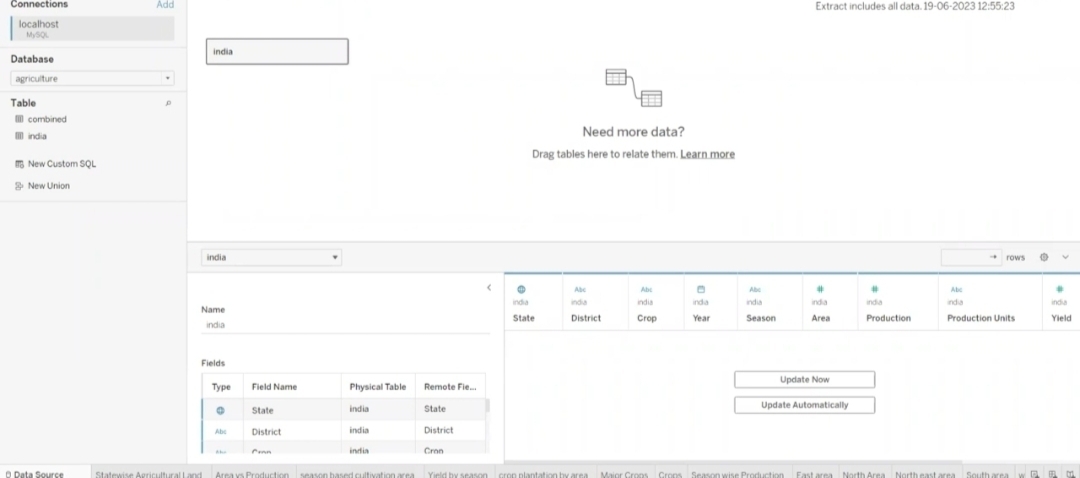 Connections Add
Extract includes all data. 19-06-2023 12:55:23
localhost
MySQL
india
Database
agriculture
Table
combined
india
Need more data?
Drag tables here to relate them. Learn more
New Custom SQL
New Union
india
rows
Name
india
india india india india india india india india india
State District Crop Year Season Area Production Production Units Yield
Abc Abc Abc Abc
Fields
Type Field Name Physical Table Remote Fie...
State india State
Abc District india District
Abc Crop india Crop
Update Now
Update Automatically
Data Source Statewise Agricultural Land Area vs Production season based cultivation area Yield by season crop plantation by area Major Crops Crops Season wise Production East area North Area North east area South area w